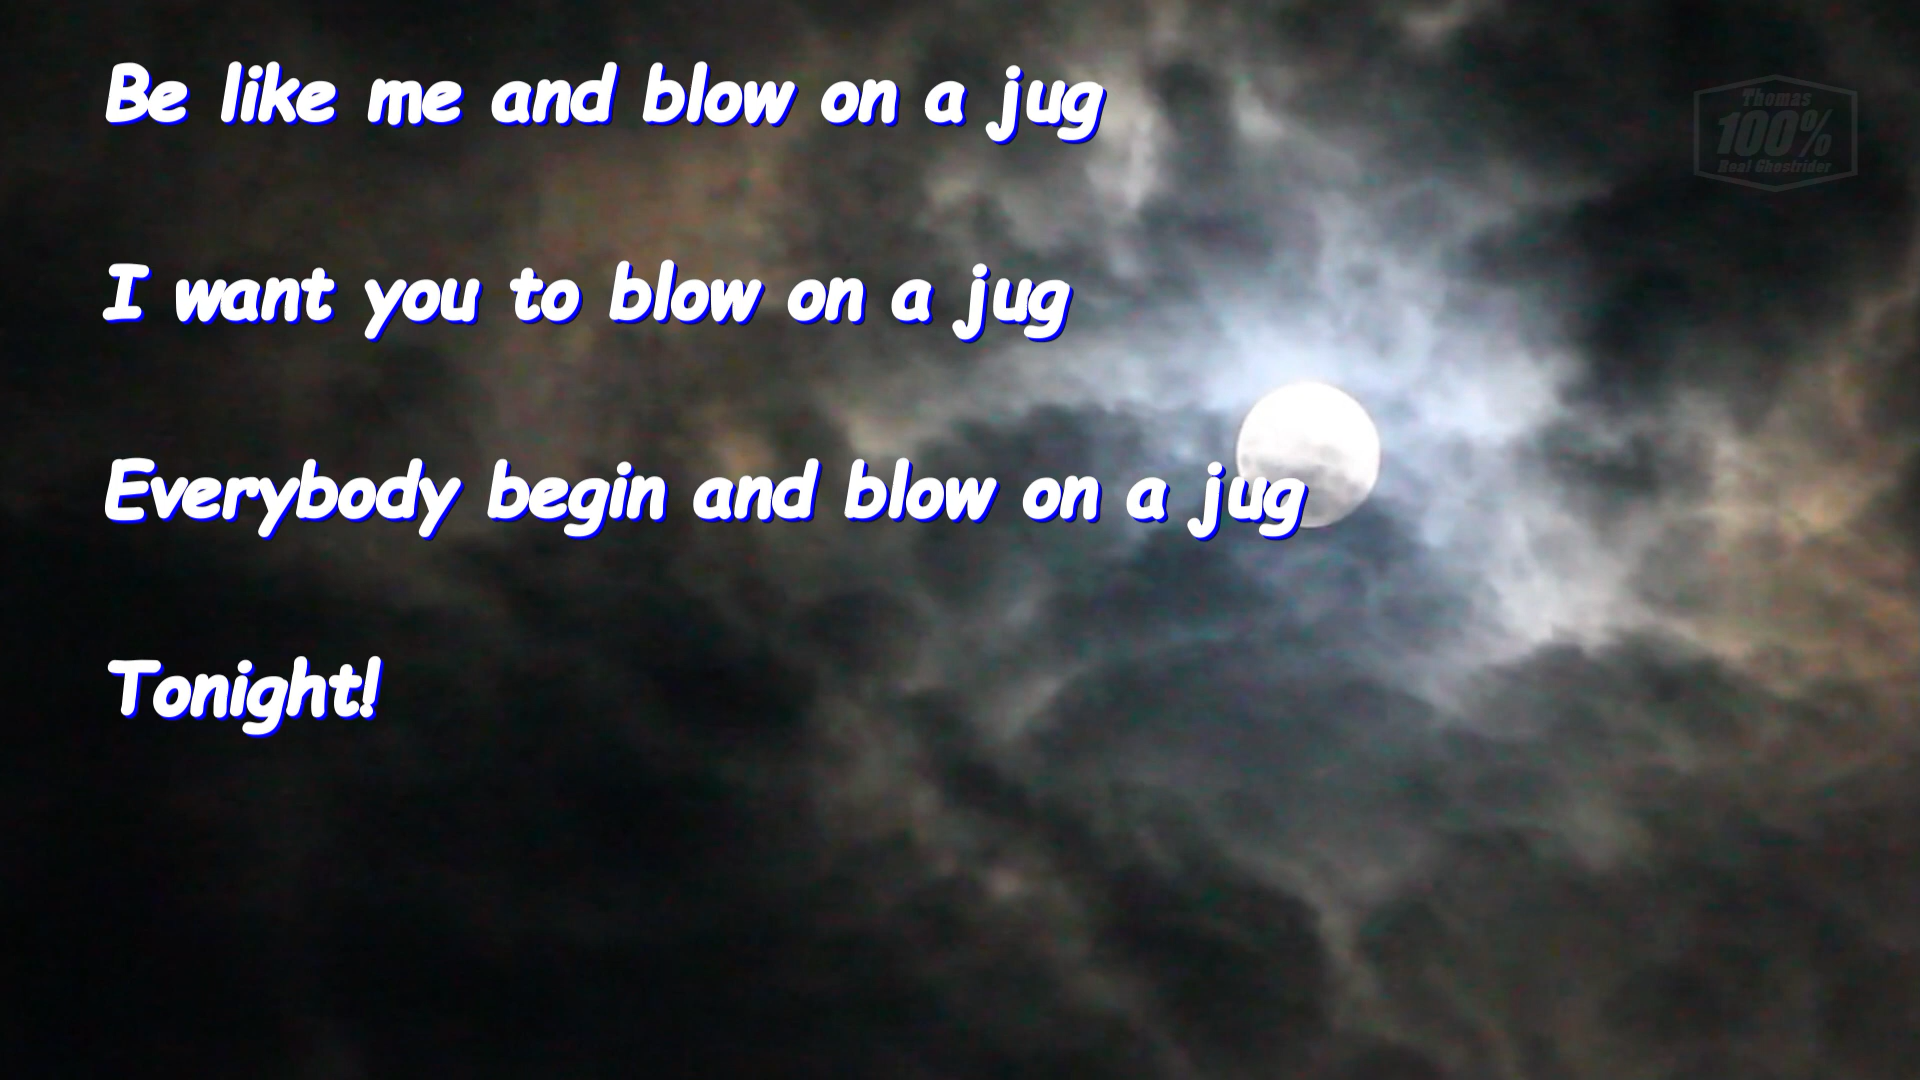 Be like me and blow on a jug
I want you to blow on a jug
Everybody begin and blow on a jug
Tonight!
Thomas
100%
Real Ghostrider